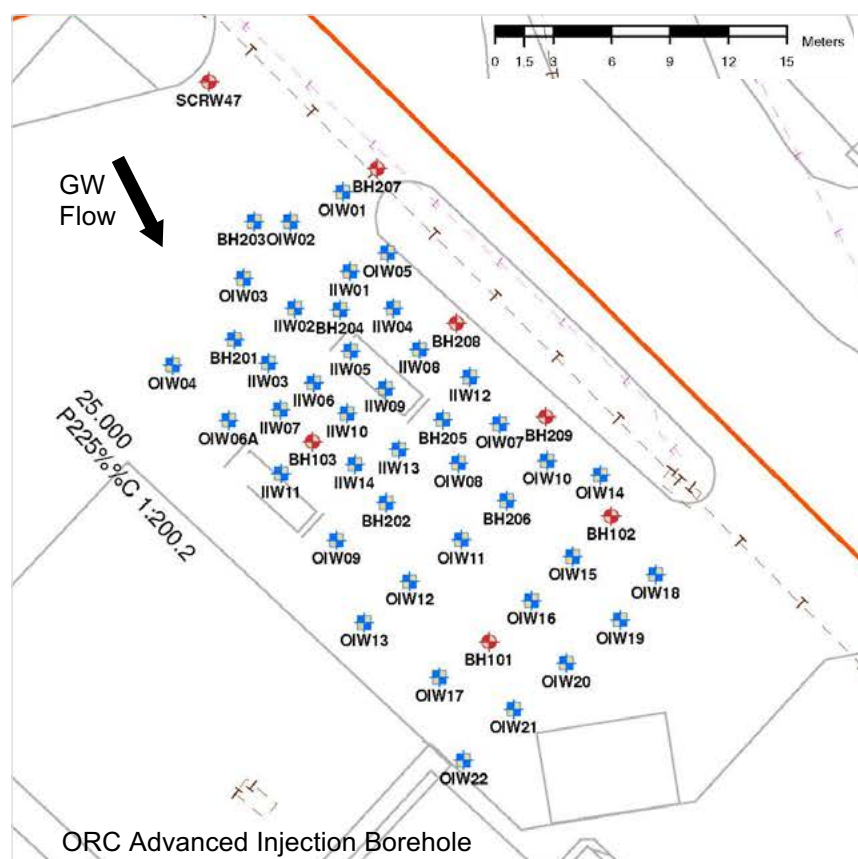 Meters
0 1.5 3 6 9 12 15
SCRW47
GW
Flow
BH207
OIW01
BH203 OIW02
OIW05
IIW01
OIW03
IIW02 BH204 IIW04
BH208
BH201
OIW04
IIW03
IIW05
IIW08
IIW12
IIW06
IIW09
25.000
P225%%C 1:200.2
OIW06A
IIW07
IIW10
BH205
OIW07
BH209
BH103
IIW13
IIW11
IIW14
OIW08
OIW10
OIW14
BH202
BH206
BH102
OIW09
OIW11
OIW15
OIW18
OIW12
OIW16
OIW19
OIW13
BH101
OIW20
OIW17
OIW21
OIW22
ORC Advanced Injection Borehole